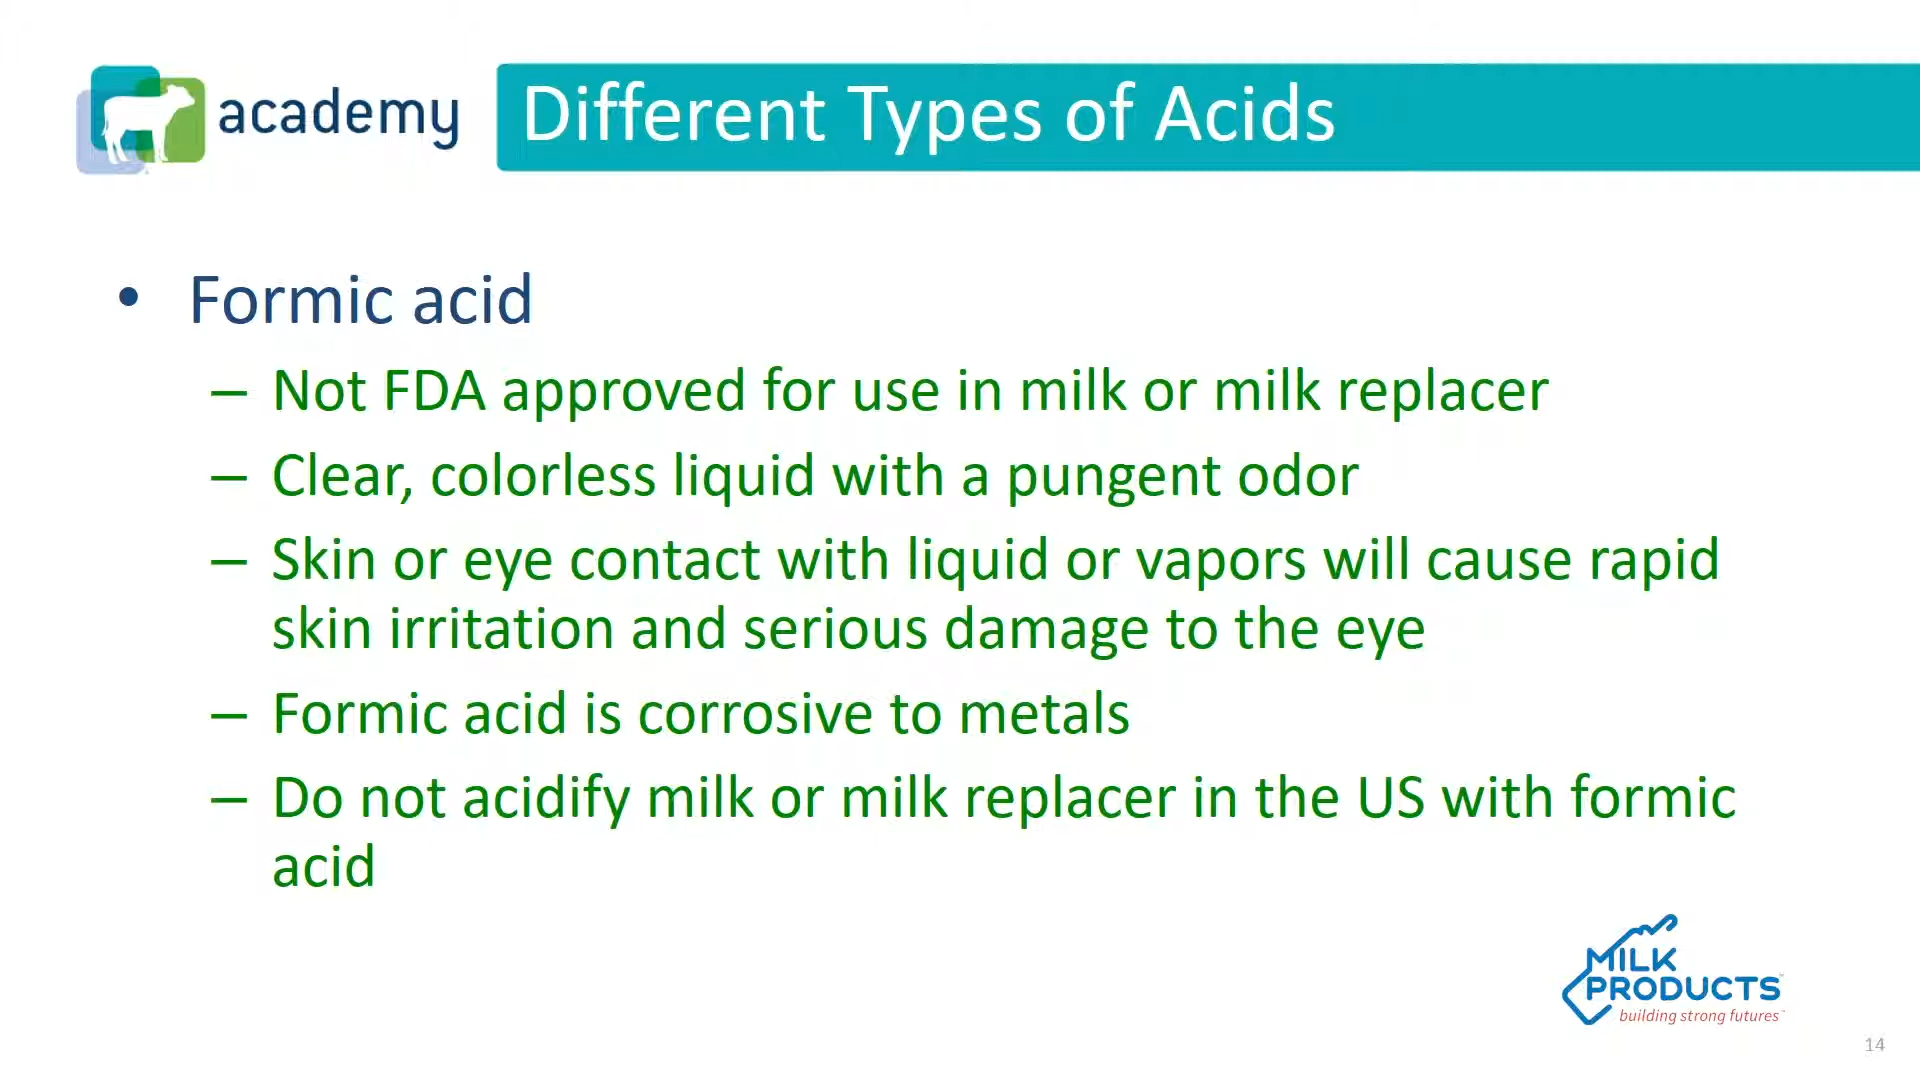 academy
Different Types of Acids
• Formic acid
– Not FDA approved for use in milk or milk replacer
– Clear, colorless liquid with a pungent odor
– Skin or eye contact with liquid or vapors will cause rapid
skin irritation and serious damage to the eye
– Formic acid is corrosive to metals
– Do not acidify milk or milk replacer in the US with formic
acid
MILK
PRODUCTS
building strong futures
14